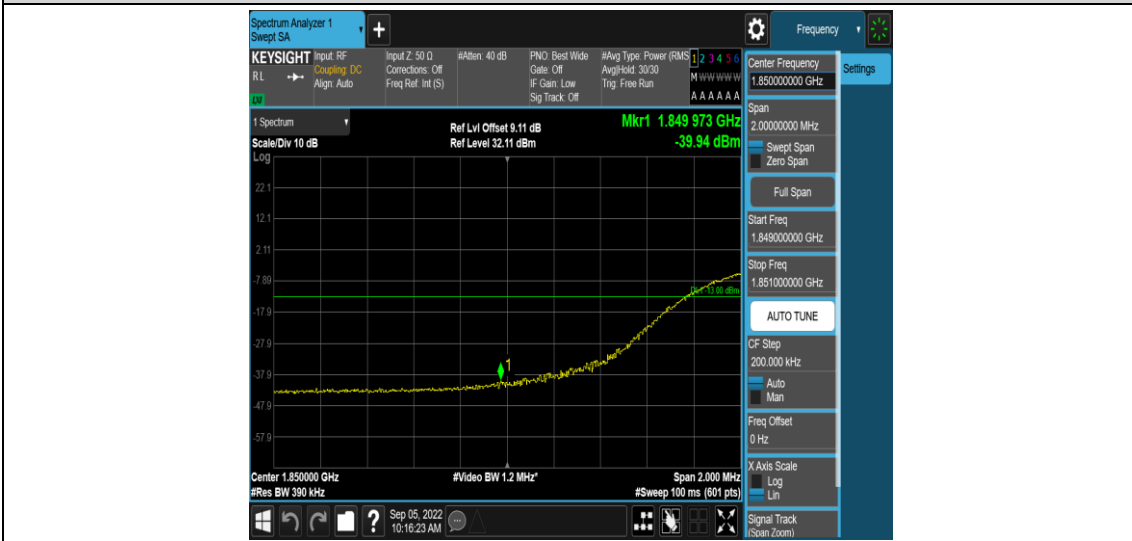 Spectrum Analyzer 1
Swept SA
+
Frequency
KEYSIGHT
RL
LXI
Input: RF
Coupling: DC
Align: Auto
Input Z: 50 Ω
Corrections: Off
Freq Ref: Int (S)
#Atten: 40 dB
PNO: Best Wide
Gate: Off
IF Gain: Low
Sig Track: Off
#Avg Type: Power (RMS
Avg|Hold: 30/30
Trig: Free Run
1 2 3 4 5 6
M W W W W W
A A A A A A
1 Spectrum
Scale/Div 10 dB
Log
Ref Lvl Offset 9.11 dB
Ref Level 32.11 dBm
Mkr1 1.849 973 GHz
-39.94 dBm
22.1
12.1
2.11
-7.89
DL1 -13.00 dBm
-17.9
-27.9
-37.9
1
-47.9
-57.9
Center 1.850000 GHz
#Res BW 390 kHz
#Video BW 1.2 MHz*
Span 2.000 MHz
#Sweep 100 ms (601 pts)
Center Frequency
1.850000000 GHz
Settings
Span
2.00000000 MHz
Swept Span
Zero Span
Full Span
Start Freq
1.849000000 GHz
Stop Freq
1.851000000 GHz
AUTO TUNE
CF Step
200.000 kHz
Auto
Man
Freq Offset
0 Hz
X Axis Scale
Log
Lin
Signal Track
(Span Zoom)
?
Sep 05, 2022
10:16:23 AM